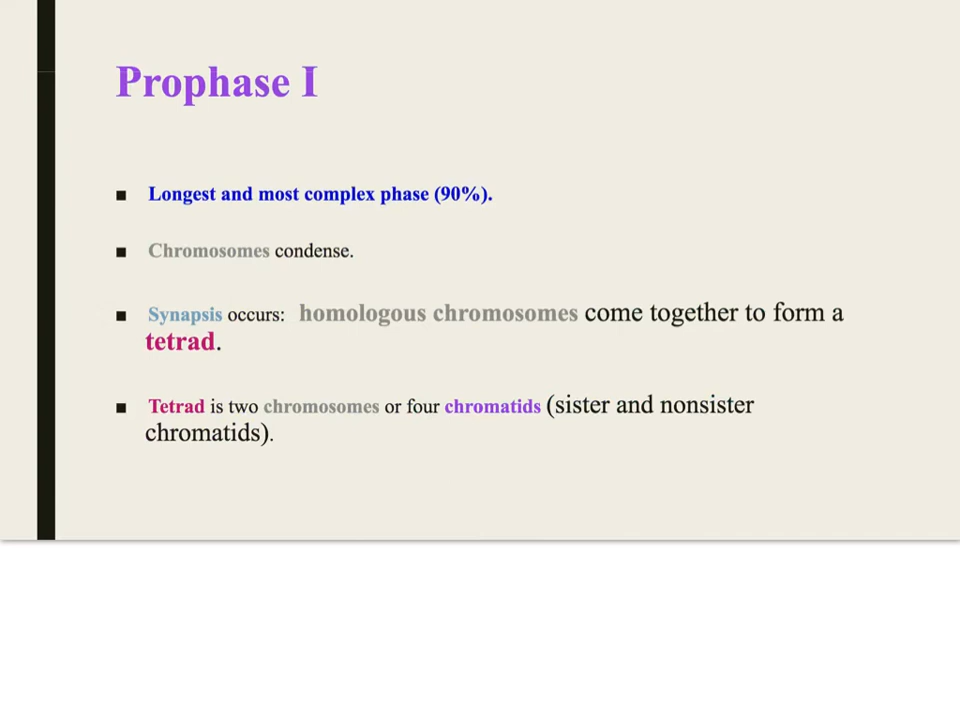 Prophase I
■ Longest and most complex phase (90%).
■ Chromosomes condense.
■ Synapsis occurs: homologous chromosomes come together to form a
tetrad.
■ Tetrad is two chromosomes or four chromatids (sister and nonsister
chromatids).